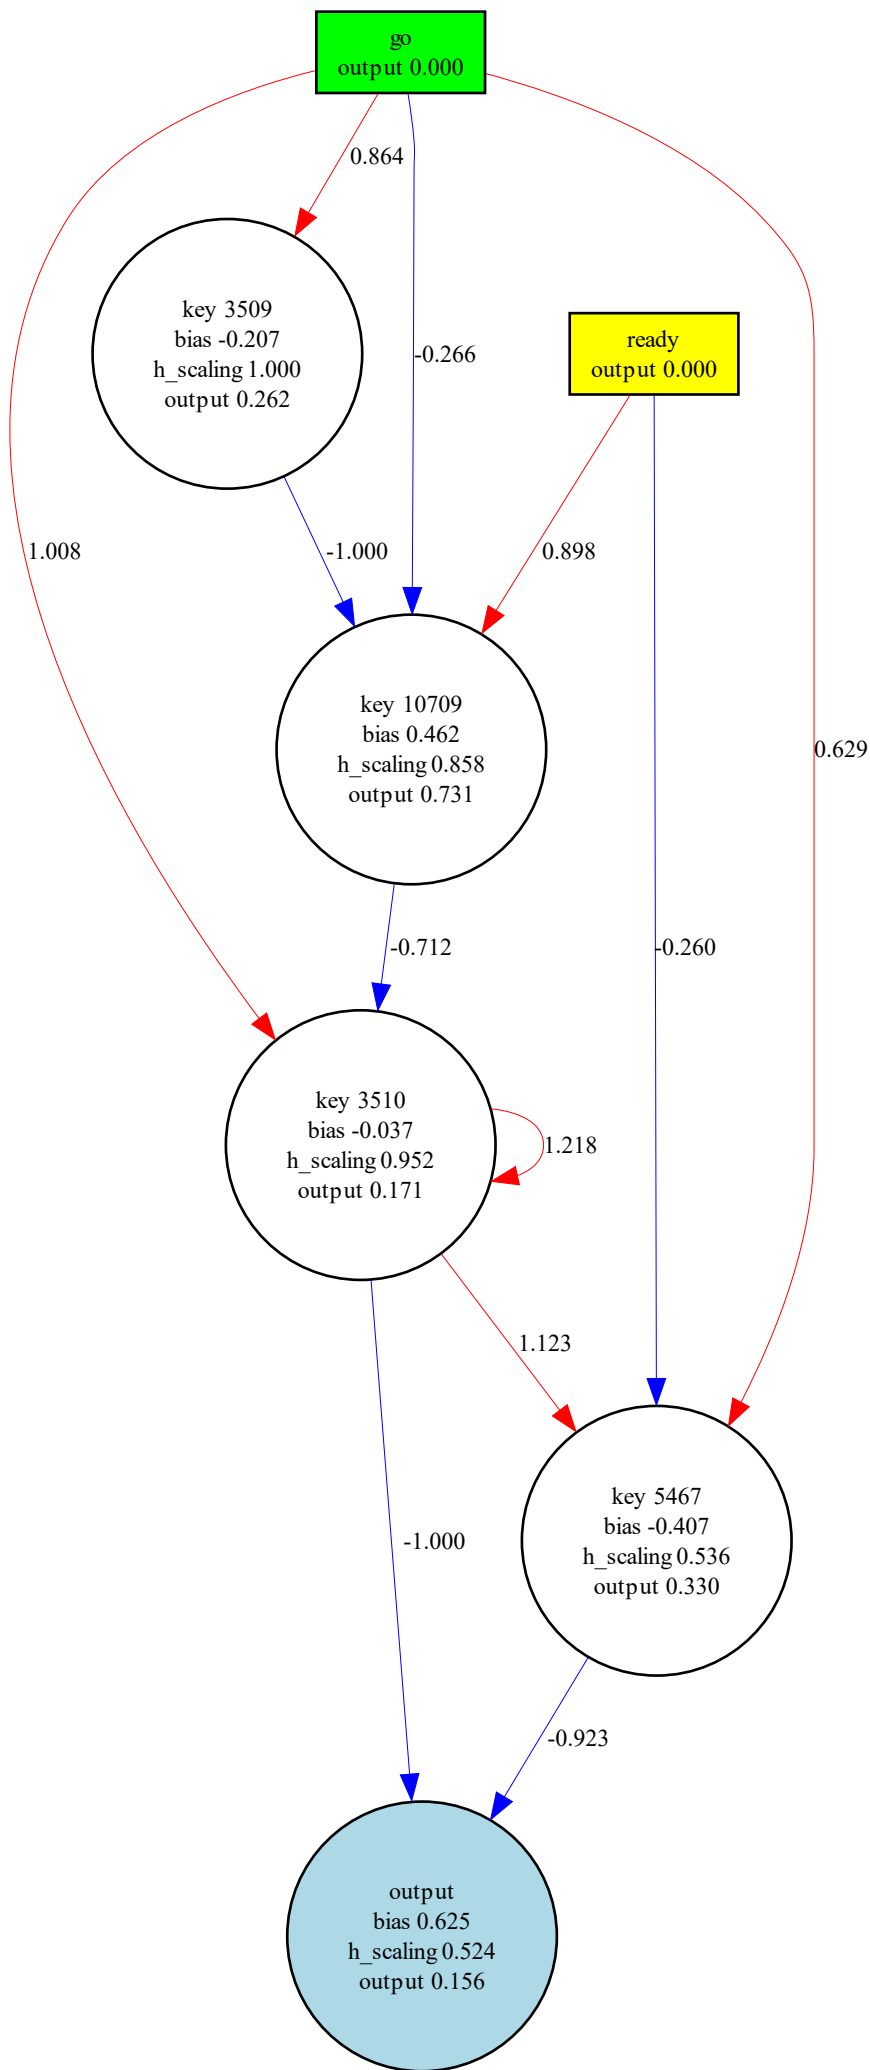 go
output 0.000
0.864
key 3509
bias -0.207
h_scaling 1.000
output 0.262
-0.266
ready
output 0.000
1.008
-1.000
0.898
key 10709
bias 0.462
h_scaling 0.858
output 0.731
0.629
-0.712
-0.260
key 3510
bias -0.037
h_scaling 0.952
output 0.171
1.218
1.123
key 5467
bias -0.407
h_scaling 0.536
output 0.330
-1.000
-0.923
output
bias 0.625
h_scaling 0.524
output 0.156